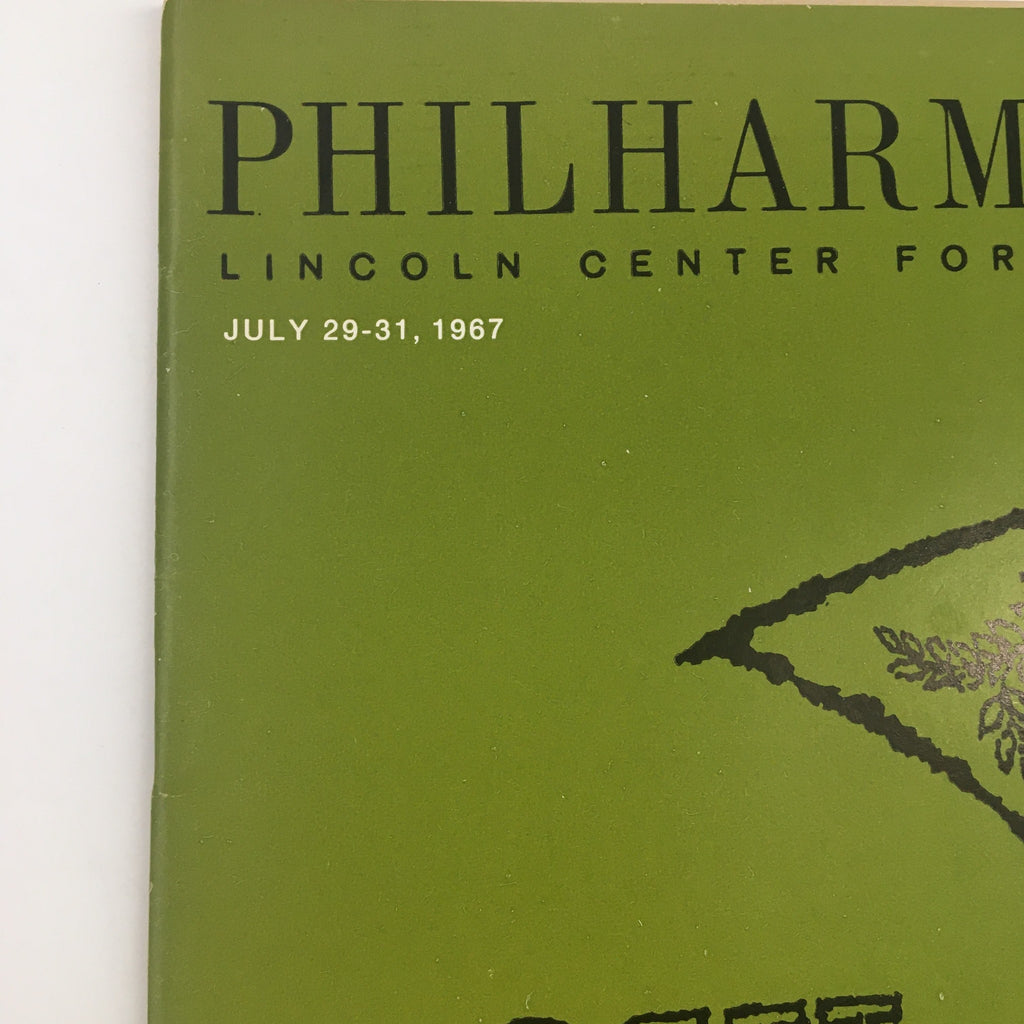 PHILHARM
LINCOLN CENTER FOR
JULY 29-31, 1967